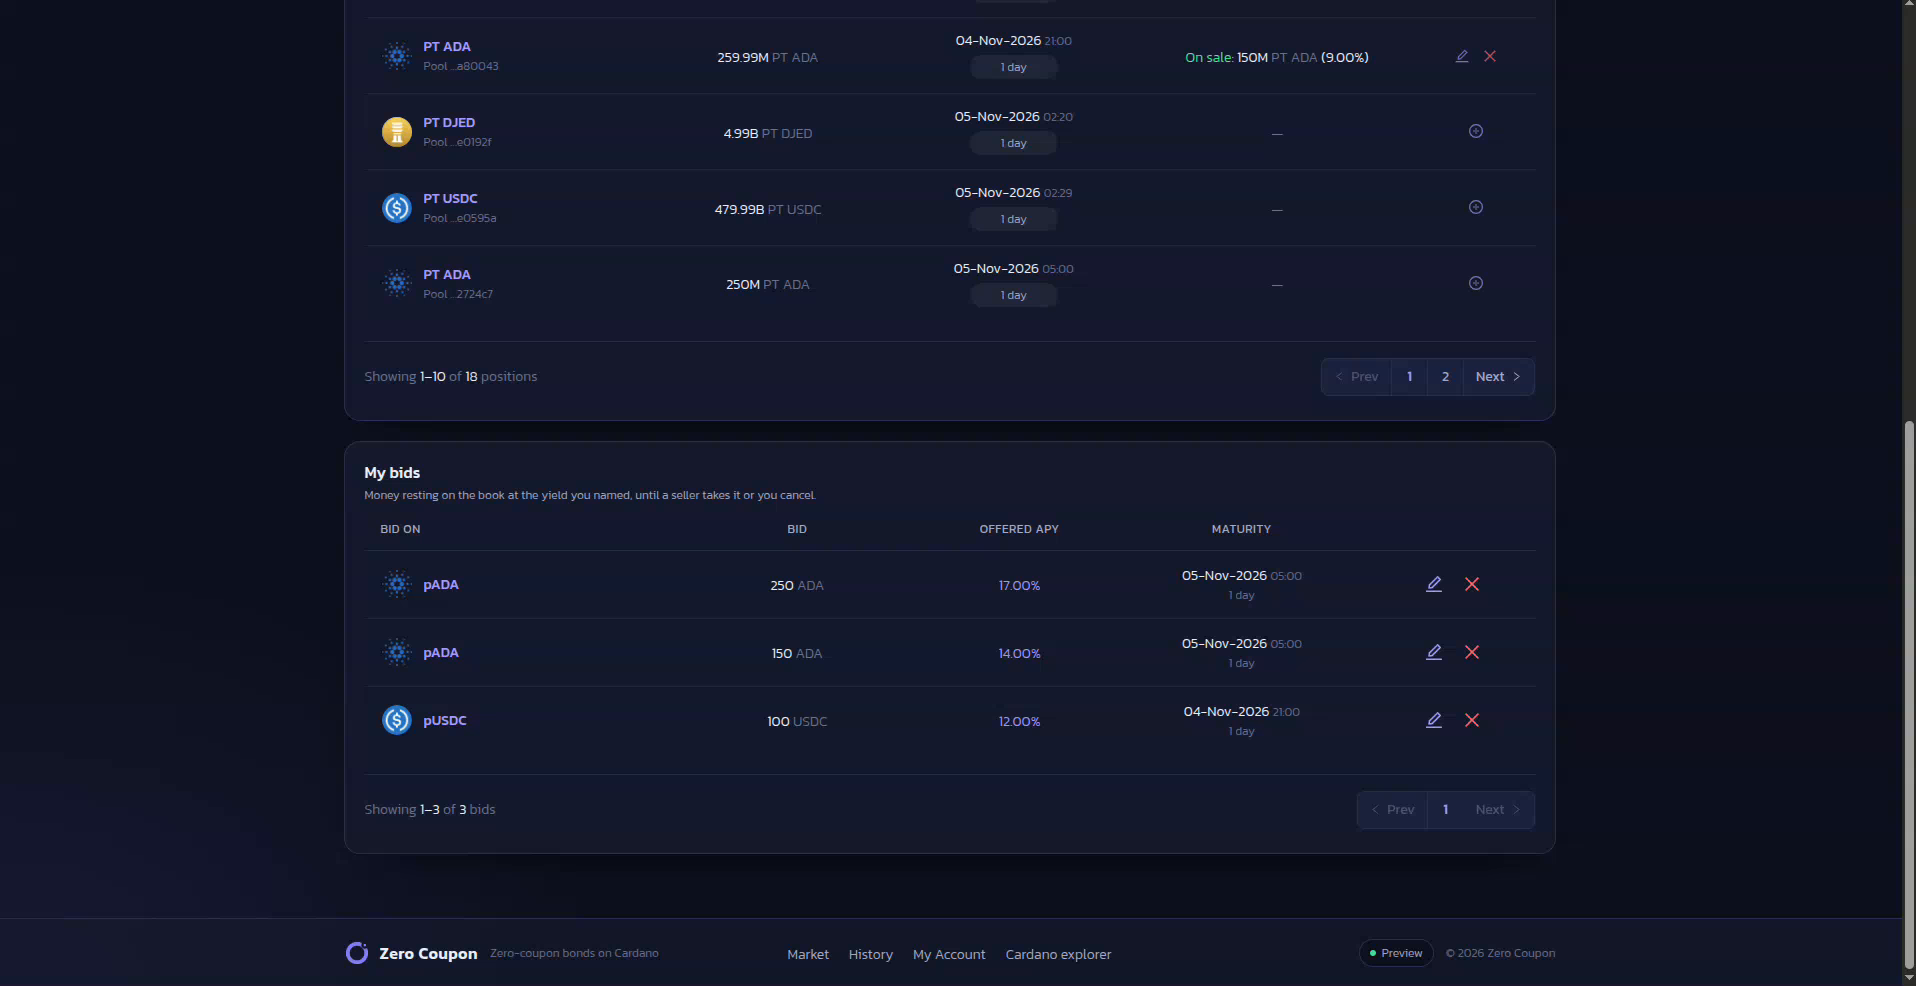 PT ADA
Pool ...a80043
259.99M PT ADA
04-Nov-2026 21:00
1 day
On sale: 150M PT ADA (9.00%)
PT DJED
Pool ...e0192f
4.99B PT DJED
05-Nov-2026 02:20
1 day
—
PT USDC
Pool ...e0595a
479.99B PT USDC
05-Nov-2026 02:29
1 day
—
PT ADA
Pool ...2724c7
250M PT ADA
05-Nov-2026 05:00
1 day
—
Showing 1–10 of 18 positions
< Prev 1 2 Next >
My bids
Money resting on the book at the yield you named, until a seller takes it or you cancel.
BID ON BID OFFERED APY MATURITY
pADA 250 ADA 17.00% 05-Nov-2026 05:00
1 day
pADA 150 ADA 14.00% 05-Nov-2026 05:00
1 day
pUSDC 100 USDC 12.00% 04-Nov-2026 21:00
1 day
Showing 1–3 of 3 bids
< Prev 1 Next >
Zero Coupon Zero-coupon bonds on Cardano Market History My Account Cardano explorer Preview © 2026 Zero Coupon